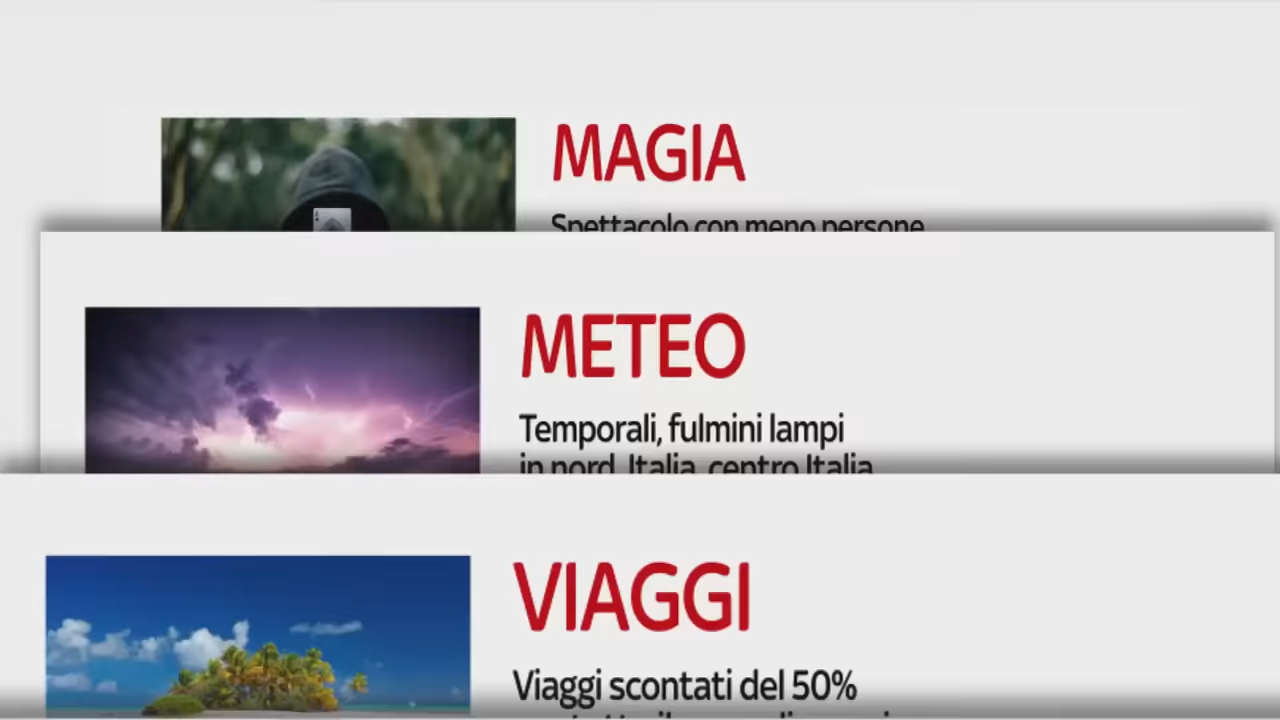 MAGIA
Spettacolo con meno persone
METEO
Temporali, fulmini lampi
in nord Italia, centro Italia
VIAGGI
Viaggi scontati del 50%